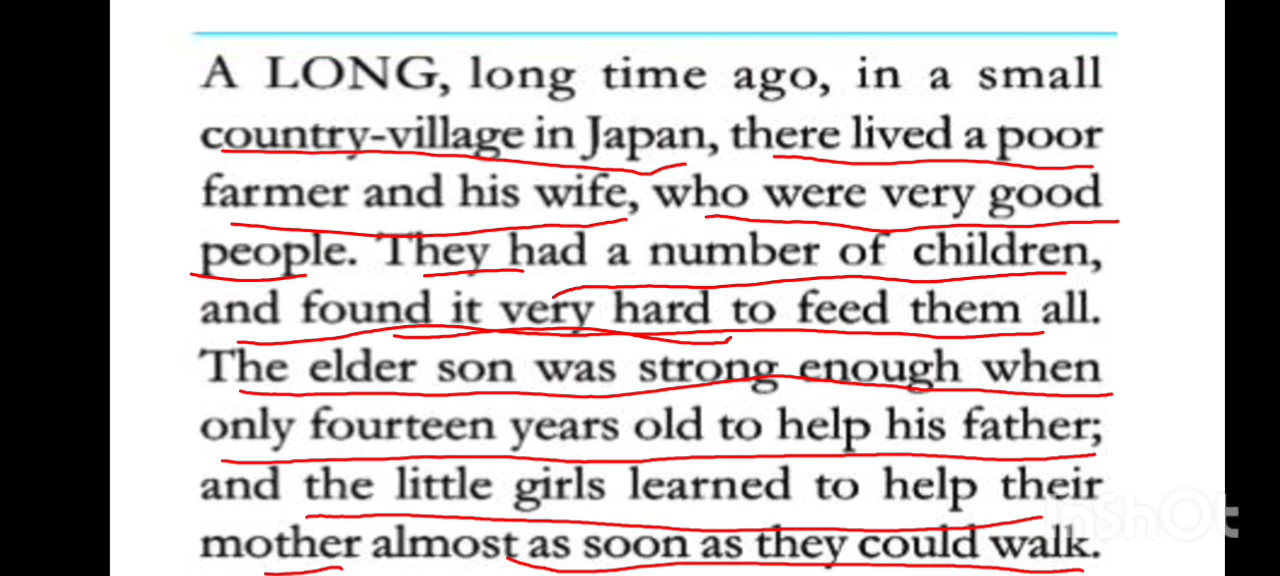 A LONG, long time ago, in a small
country-village in Japan, there lived a poor
farmer and his wife, who were very good
people. They had a number of children,
and found it very hard to feed them all.
The elder son was strong enough when
only fourteen years old to help his father;
and the little girls learned to help their
mother almost as soon as they could walk.
InShOt